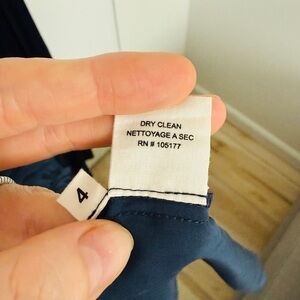 DRY CLEAN
NETTOYAGE A SEC
RN # 105177
4